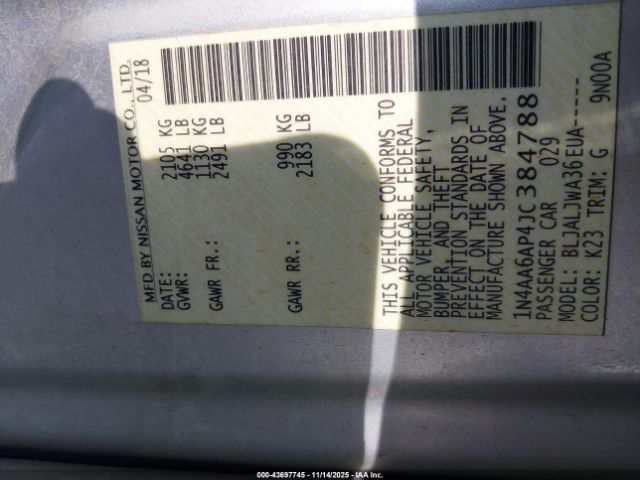 MFD BY NISSAN MOTOR CO., LTD.
DATE: 04/18
GVWR: 2105 KG
4641 LB
GAWR FR.: 1130 KG
2491 LB
GAWR RR.: 990 KG
2183 LB
THIS VEHICLE CONFORMS TO
ALL APPLICABLE FEDERAL
MOTOR VEHICLE SAFETY,
BUMPER, AND THEFT
PREVENTION STANDARDS IN
EFFECT ON THE DATE OF
MANUFACTURE SHOWN ABOVE.
1N4AA6AP4JC384788
PASSENGER CAR 029
MODEL: BLJALJWA36EUA-----
COLOR: K23 TRIM: G 9N00A
000-43697745 - 11/14/2025 - IAA Inc.